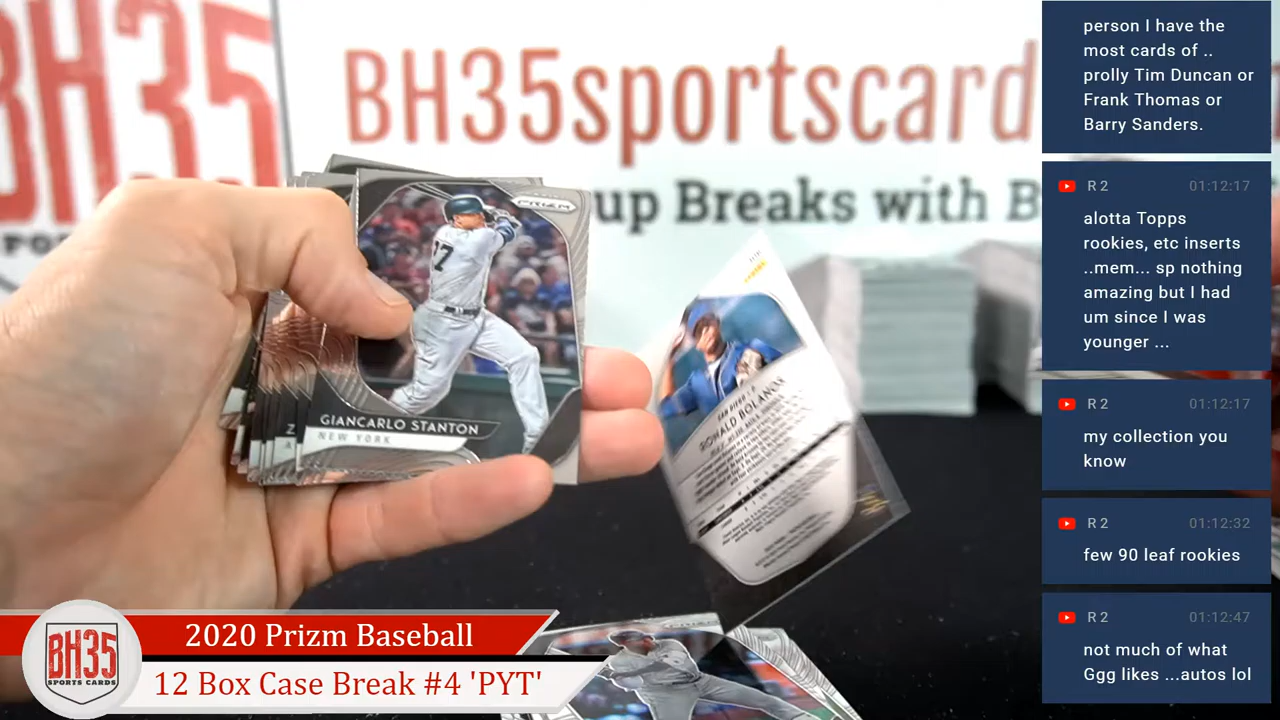 BH35
SPOR
BH35sportscard
up Breaks with B
PRIZM
17
GIANCARLO STANTON
NEW YORK
SAN DIEGO - P
RONALD BOLAÑOS
2020 Prizm Baseball
12 Box Case Break #4 'PYT'
BH35
SPORTS CARDS
person I have the
most cards of ..
prolly Tim Duncan or
Frank Thomas or
Barry Sanders.
R 2 01:12:17
alotta Topps
rookies, etc inserts
..mem... sp nothing
amazing but I had
um since I was
younger ...
R 2 01:12:17
my collection you
know
R 2 01:12:32
few 90 leaf rookies
R 2 01:12:47
not much of what
Ggg likes ...autos lol